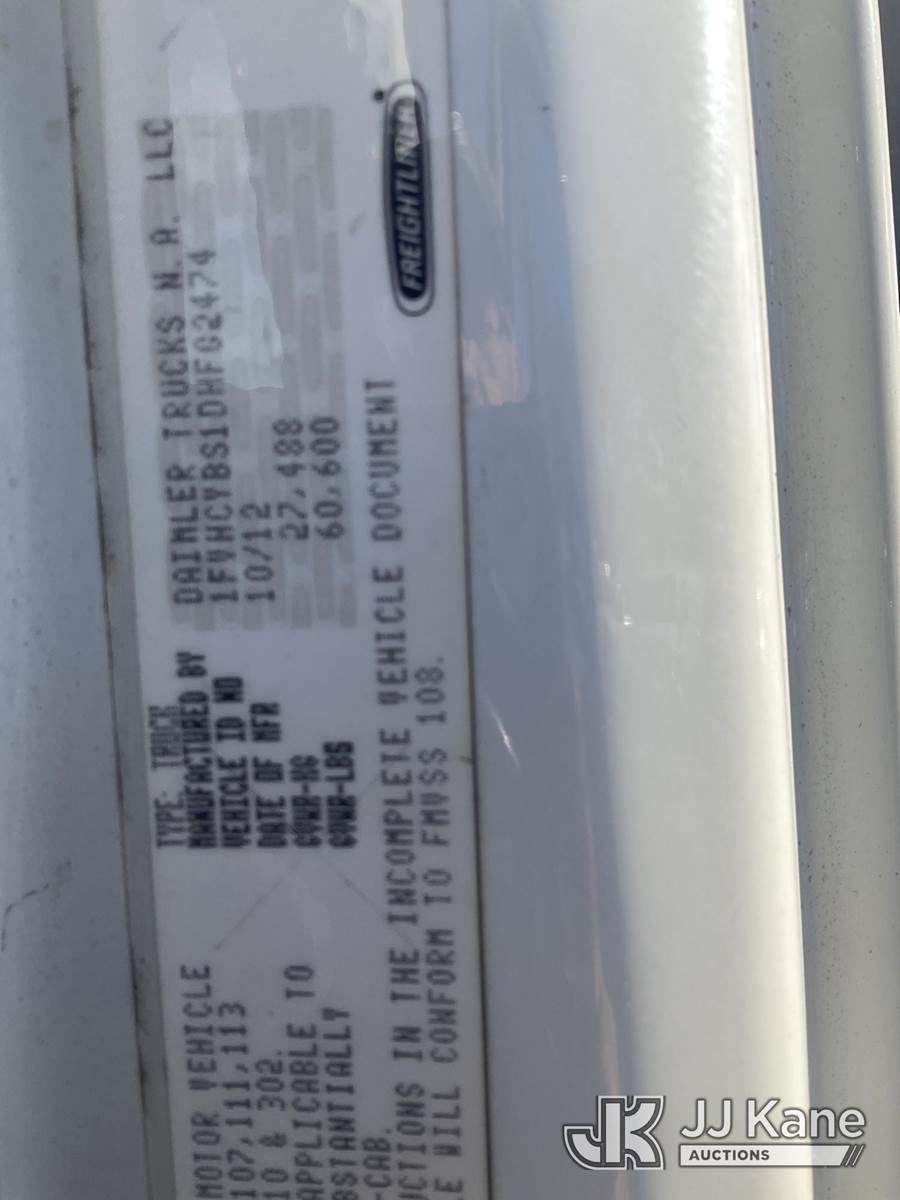 TYPE: TRUCK
MANUFACTURED BY DAIMLER TRUCKS N.A. LLC
VEHICLE ID NO 1FVHCYBS1DHFG2474
DATE OF MFR 10/12
GVWR-KG 27,488
GVWR-LBS 60,600
MOTOR VEHICLE
107,111,113
10 & 302.
APPLICABLE TO
BSTANTIALLY
-CAB.
UCTIONS IN THE INCOMPLETE VEHICLE DOCUMENT
E WILL CONFORM TO FMVSS 108.
FREIGHTLINER
JK JJ Kane
AUCTIONS